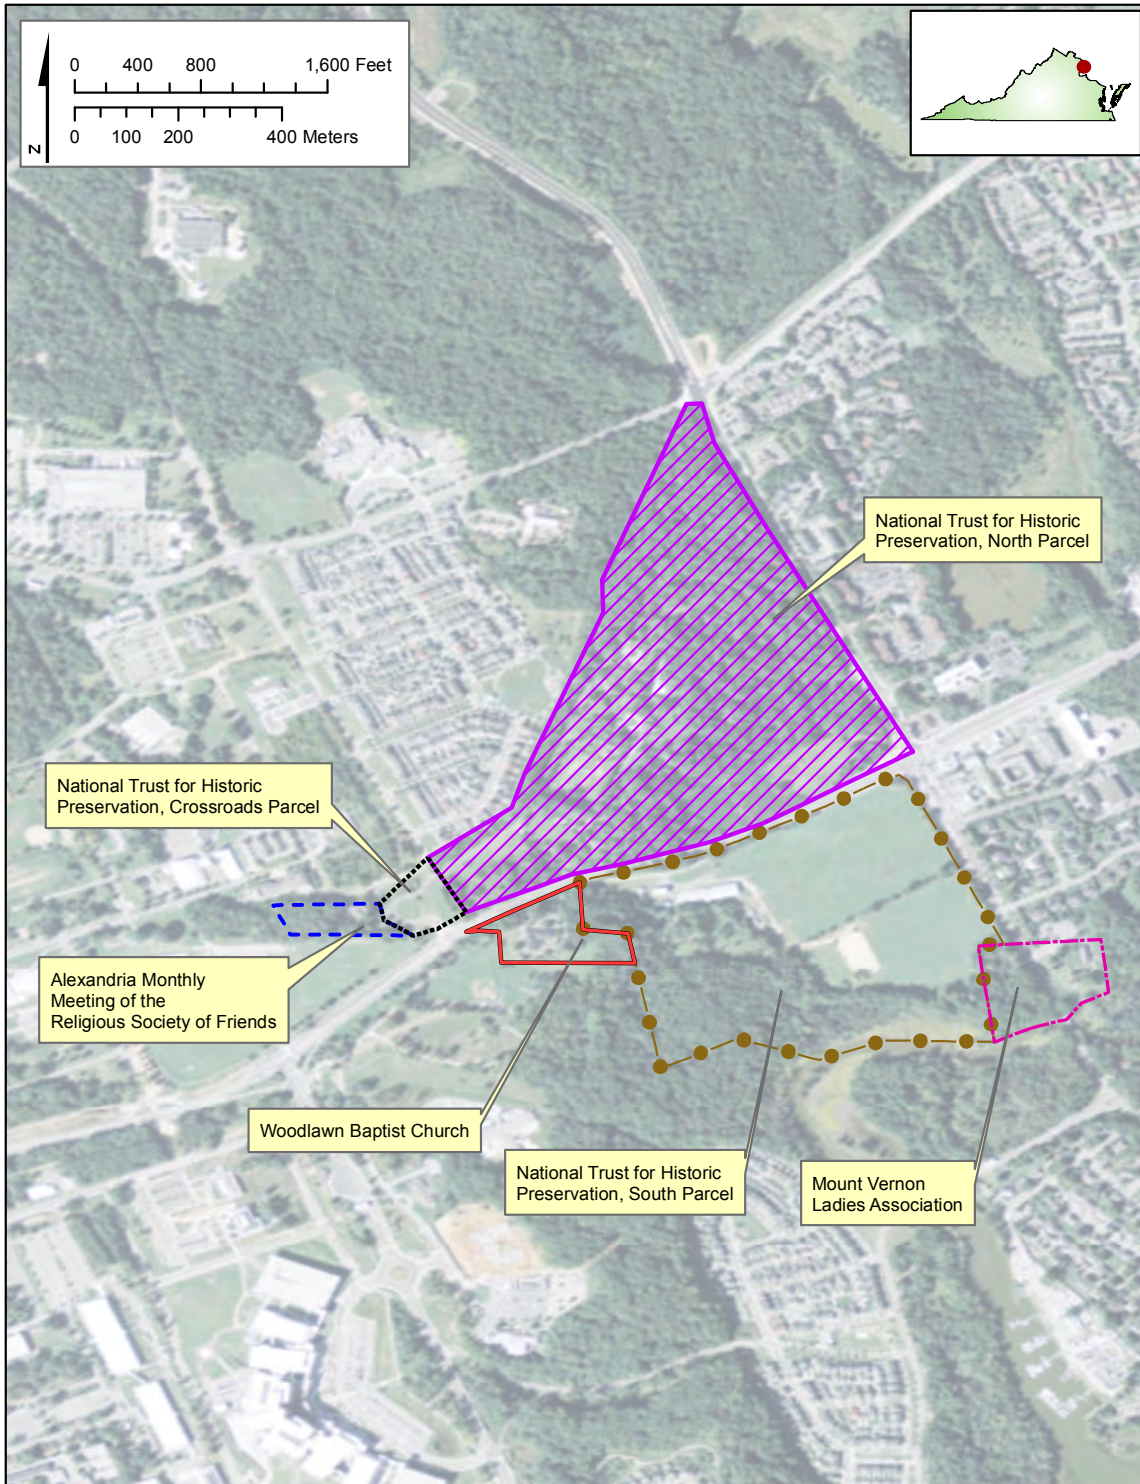 0 400 800 1,600 Feet
0 100 200 400 Meters
N
National Trust for Historic
Preservation, North Parcel
National Trust for Historic
Preservation, Crossroads Parcel
Alexandria Monthly
Meeting of the
Religious Society of Friends
Woodlawn Baptist Church
National Trust for Historic
Preservation, South Parcel
Mount Vernon
Ladies Association